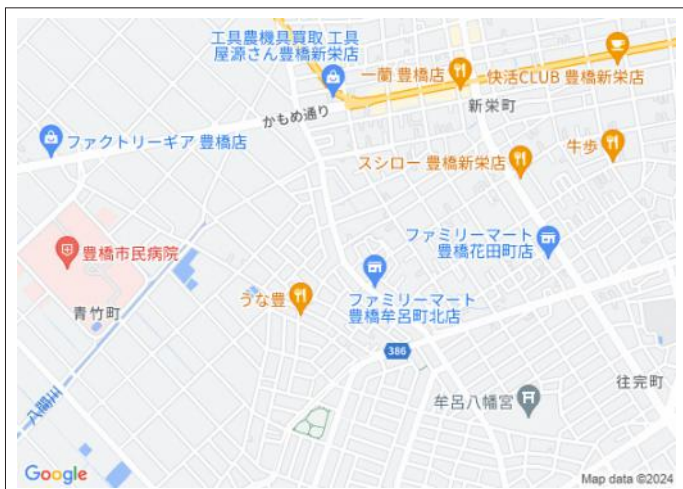 工具農機具買取 工具
屋源さん豊橋新栄店
一蘭 豊橋店
快活CLUB 豊橋新栄店
新栄町
かもめ通り
ファクトリーギア 豊橋店
スシロー 豊橋新栄店
牛歩
豊橋市民病院
ファミリーマート
豊橋花田町店
うな豊
ファミリーマート
豊橋牟呂町北店
青竹町
386
往完町
八間王
牟呂八幡宮
Google
Map data ©2024